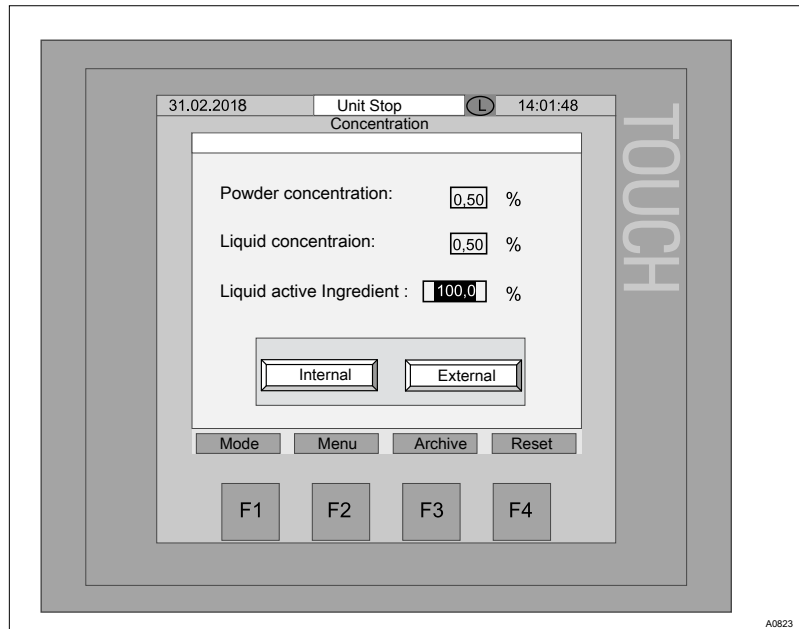 31.02.2018 Unit Stop L 14:01:48
Concentration
Powder concentration: 0,50 %
Liquid concentraion: 0,50 %
Liquid active Ingredient : 100,0 %
Internal External
Mode Menu Archive Reset
F1 F2 F3 F4
TOUCH
A0823